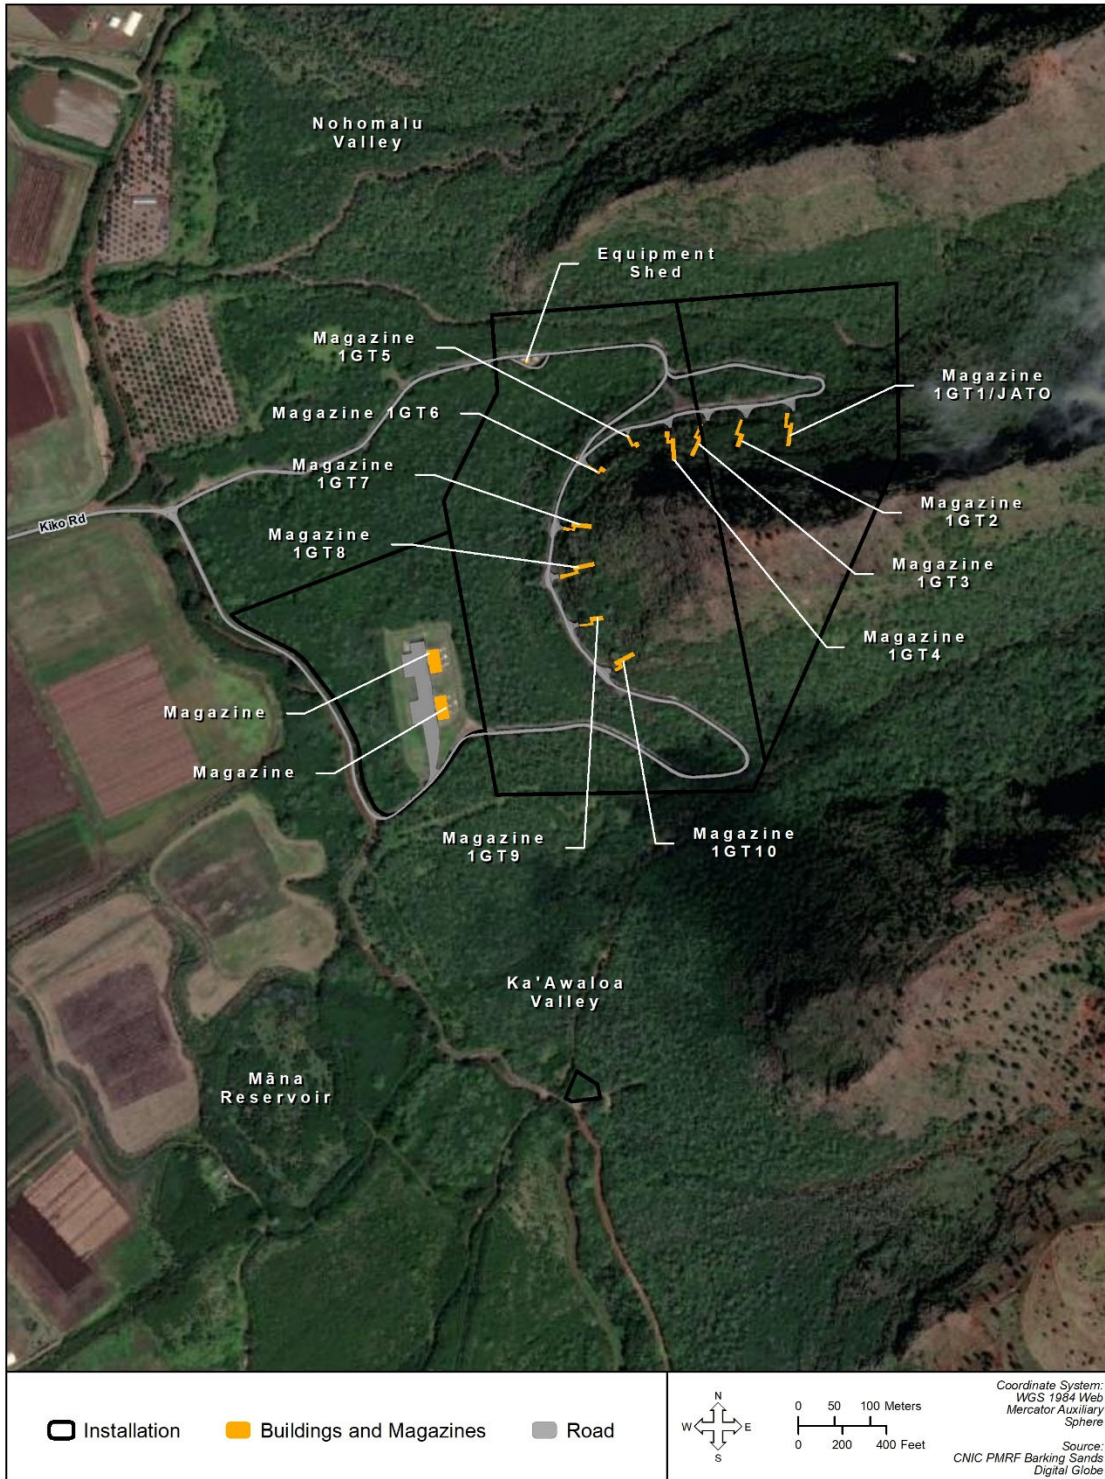 Nohomalu
Valley
Equipment
Shed
Magazine
1GT5
Magazine
1GT1/JATO
Magazine 1GT6
Magazine
1GT7
Magazine
1GT2
Kiko Rd
Magazine
1GT8
Magazine
1GT3
Magazine
1GT4
Magazine
Magazine
Magazine
1GT9
Magazine
1GT10
Ka'Awaloa
Valley
Māna
Reservoir
Installation
Buildings and Magazines
Road
N
W E
S
0 50 100 Meters
0 200 400 Feet
Coordinate System:
WGS 1984 Web
Mercator Auxiliary
Sphere
Source:
CNIC PMRF Barking Sands
Digital Globe